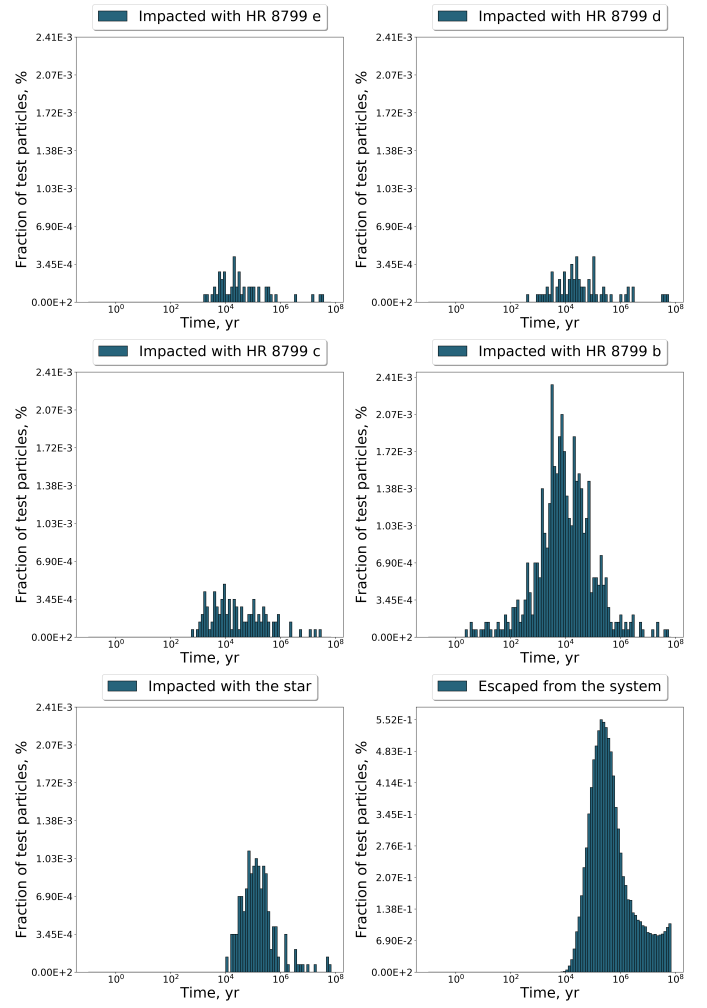 Impacted with HR 8799 e
Fraction of test particles, %
2.41E-3
2.07E-3
1.72E-3
1.38E-3
1.03E-3
6.90E-4
3.45E-4
0.00E+2
10^0 10^2 10^4 10^6 10^8
Time, yr
Impacted with HR 8799 d
Fraction of test particles, %
2.41E-3
2.07E-3
1.72E-3
1.38E-3
1.03E-3
6.90E-4
3.45E-4
0.00E+2
10^0 10^2 10^4 10^6 10^8
Time, yr
Impacted with HR 8799 c
Fraction of test particles, %
2.41E-3
2.07E-3
1.72E-3
1.38E-3
1.03E-3
6.90E-4
3.45E-4
0.00E+2
10^0 10^2 10^4 10^6 10^8
Time, yr
Impacted with HR 8799 b
Fraction of test particles, %
2.41E-3
2.07E-3
1.72E-3
1.38E-3
1.03E-3
6.90E-4
3.45E-4
0.00E+2
10^0 10^2 10^4 10^6 10^8
Time, yr
Impacted with the star
Fraction of test particles, %
2.41E-3
2.07E-3
1.72E-3
1.38E-3
1.03E-3
6.90E-4
3.45E-4
0.00E+2
10^0 10^2 10^4 10^6 10^8
Time, yr
Escaped from the system
Fraction of test particles, %
5.52E-1
4.83E-1
4.14E-1
3.45E-1
2.76E-1
2.07E-1
1.38E-1
6.90E-2
0.00E+2
10^0 10^2 10^4 10^6 10^8
Time, yr